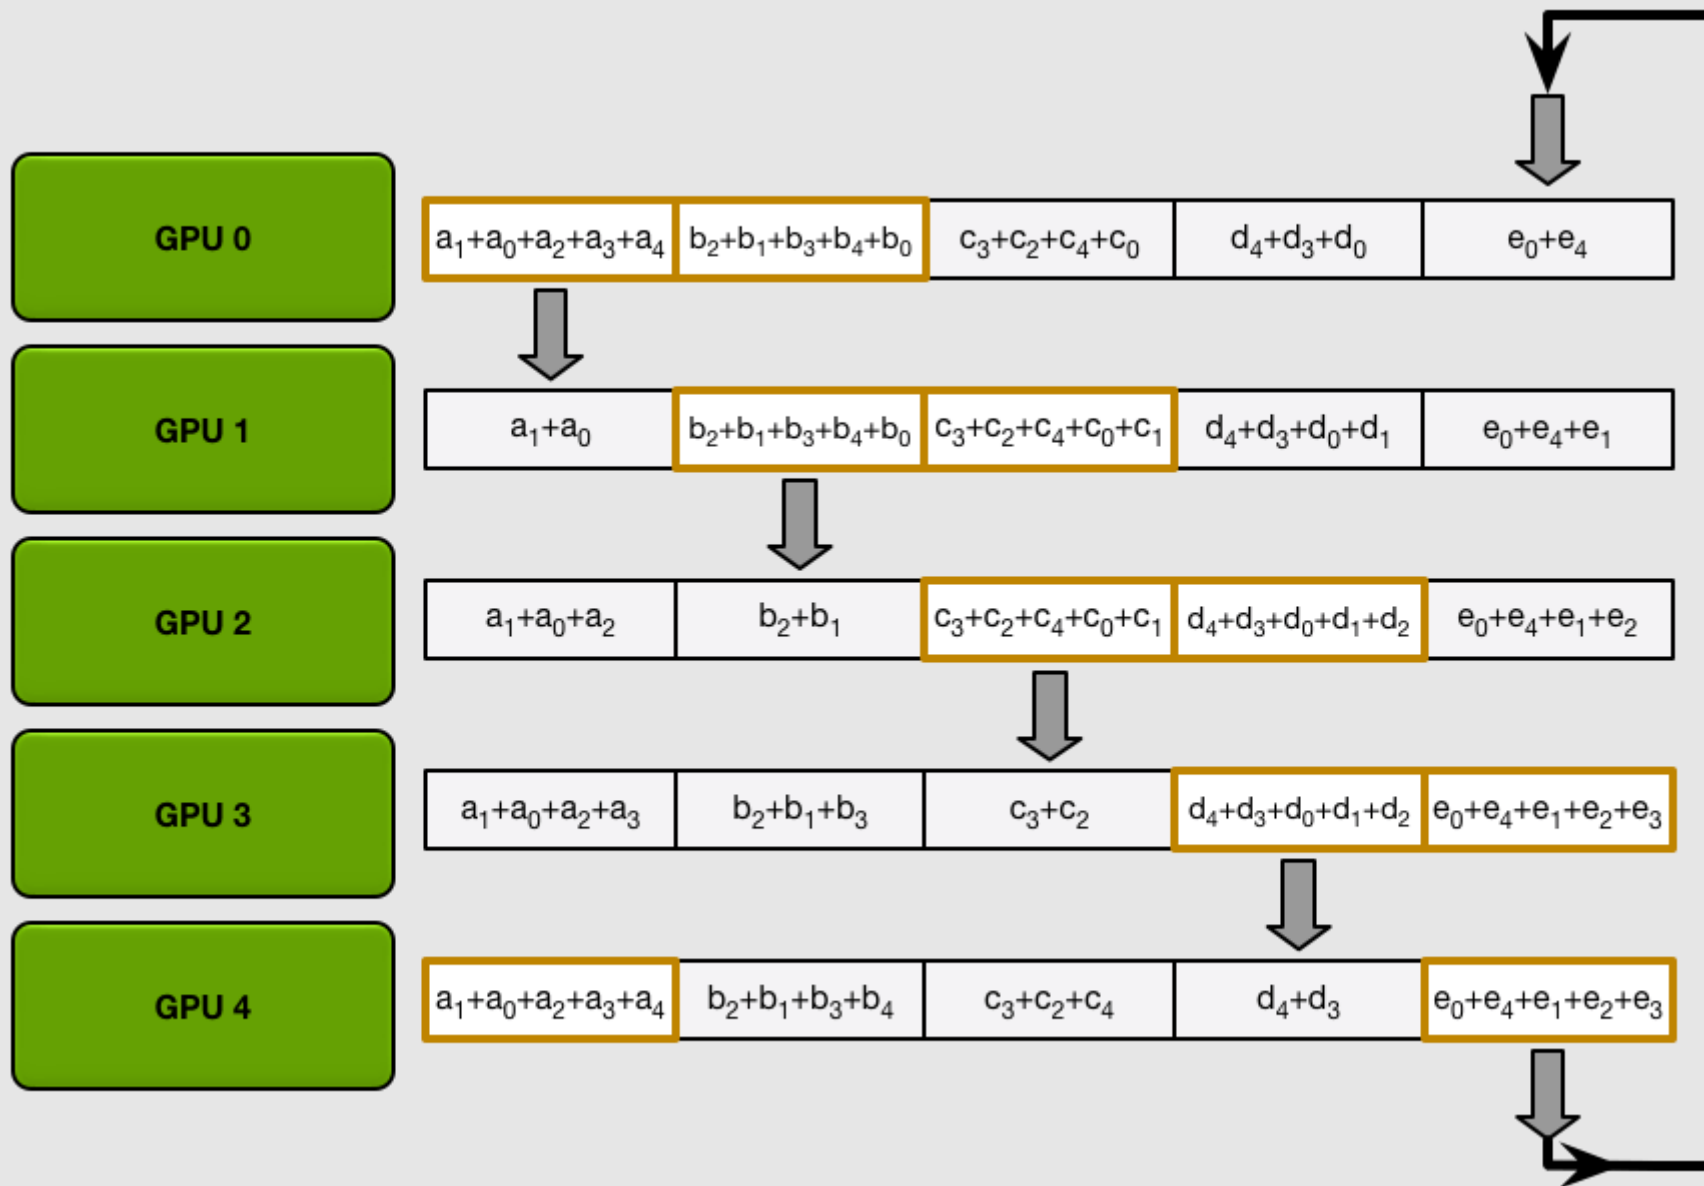 GPU 0 a₁+a₀+a₂+a₃+a₄ b₂+b₁+b₃+b₄+b₀ c₃+c₂+c₄+c₀ d₄+d₃+d₀ e₀+e₄
GPU 1 a₁+a₀ b₂+b₁+b₃+b₄+b₀ c₃+c₂+c₄+c₀+c₁ d₄+d₃+d₀+d₁ e₀+e₄+e₁
GPU 2 a₁+a₀+a₂ b₂+b₁ c₃+c₂+c₄+c₀+c₁ d₄+d₃+d₀+d₁+d₂ e₀+e₄+e₁+e₂
GPU 3 a₁+a₀+a₂+a₃ b₂+b₁+b₃ c₃+c₂ d₄+d₃+d₀+d₁+d₂ e₀+e₄+e₁+e₂+e₃
GPU 4 a₁+a₀+a₂+a₃+a₄ b₂+b₁+b₃+b₄ c₃+c₂+c₄ d₄+d₃ e₀+e₄+e₁+e₂+e₃